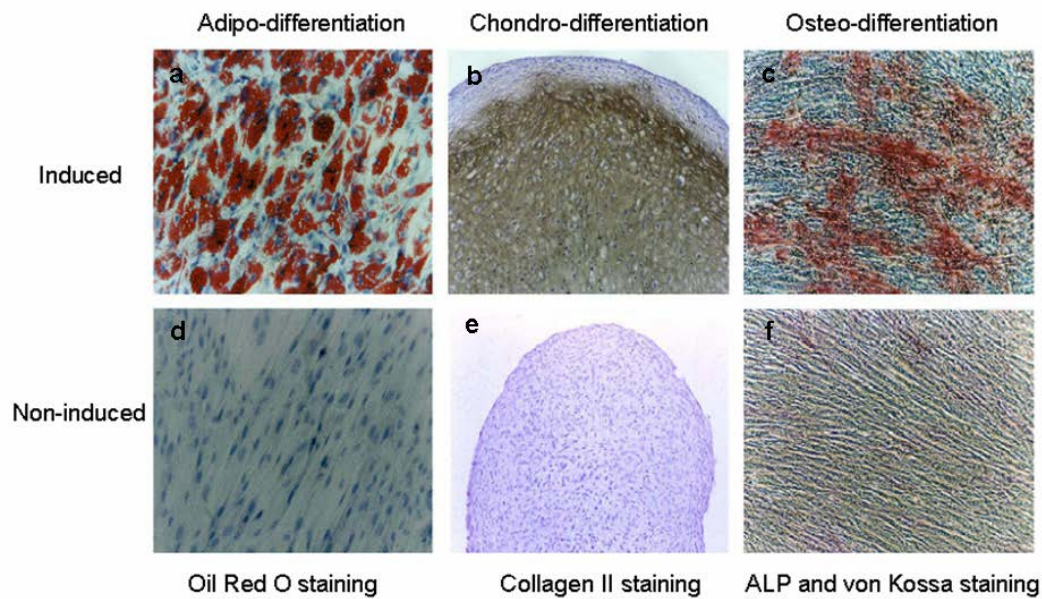 Adipo-differentiation Chondro-differentiation Osteo-differentiation
a b c
Induced
d e f
Non-induced
Oil Red O staining Collagen II staining ALP and von Kossa staining